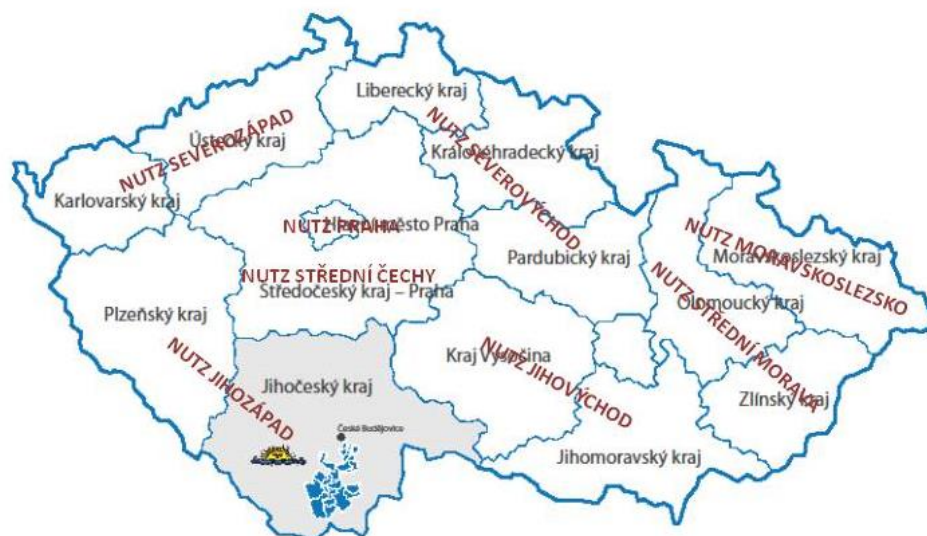 Liberecký kraj
Ústecký kraj
NUTZ SEVEROZÁPAD
Karlovarský kraj
NUTZ SEVEROVÝCHOD
Královéhradecký kraj
Hlavní město Praha
NUTZ PRAHA
Pardubický kraj
Moravskoslezský kraj
NUTZ MORAVSKOSLEZSKO
NUTZ STŘEDNÍ ČECHY
Středočeský kraj – Praha
Olomoucký kraj
NUTZ STŘEDNÍ MORAVA
Plzeňský kraj
NUTZ JIHOZÁPAD
Kraj Vysočina
NUTZ JIHOVÝCHOD
Jihočeský kraj
Zlínský kraj
České Budějovice
Jihomoravský kraj